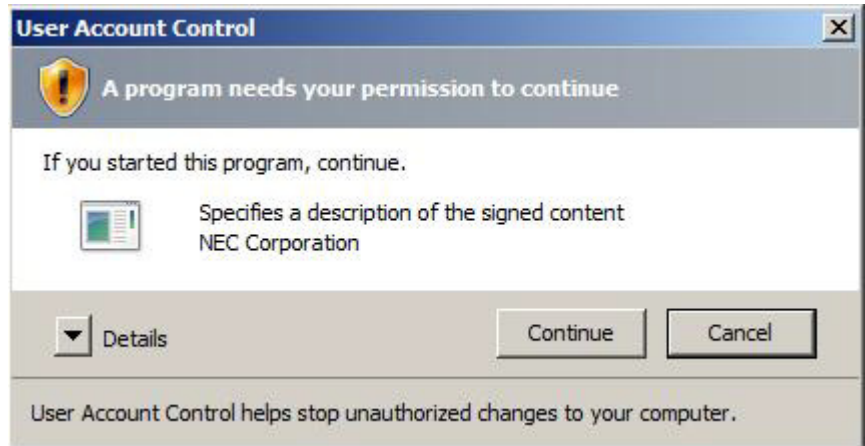 User Account Control
A program needs your permission to continue
If you started this program, continue.
Specifies a description of the signed content
NEC Corporation
Details
Continue
Cancel
User Account Control helps stop unauthorized changes to your computer.